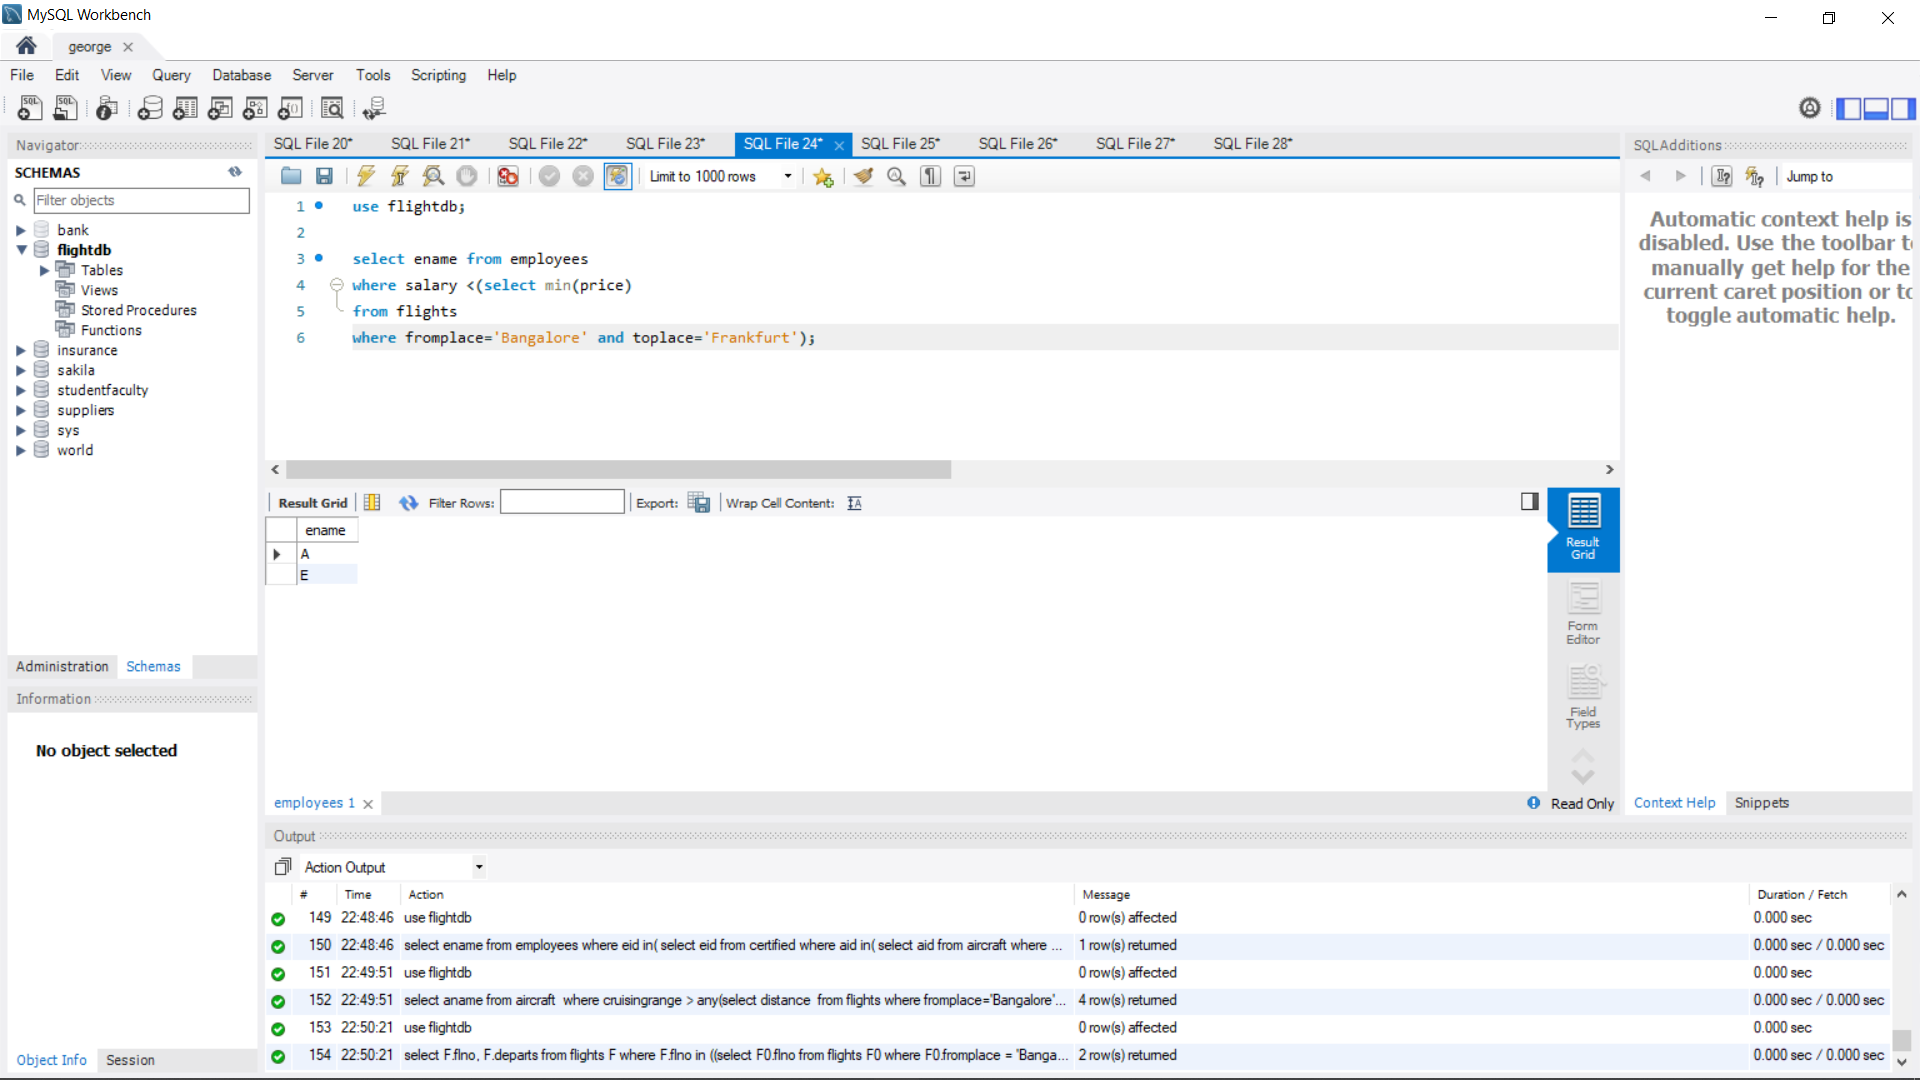 MySQL Workbench
george
File Edit View Query Database Server Tools Scripting Help
Navigator
SCHEMAS
Filter objects
bank
flightdb
Tables
Views
Stored Procedures
Functions
insurance
sakila
studentfaculty
suppliers
sys
world
Administration Schemas
Information
No object selected
Object Info Session
SQL File 20* SQL File 21* SQL File 22* SQL File 23* SQL File 24* SQL File 25* SQL File 26* SQL File 27* SQL File 28*
Limit to 1000 rows
1 use flightdb;
2
3 select ename from employees
4 where salary <(select min(price)
5 from flights
6 where fromplace='Bangalore' and toplace='Frankfurt');
Result Grid Filter Rows: Export: Wrap Cell Content:
ename
A
E
Result
Grid
Form
Editor
Field
Types
employees 1
Read Only
SQLAdditions
Jump to
Automatic context help is
disabled. Use the toolbar t
manually get help for the
current caret position or to
toggle automatic help.
Context Help Snippets
Output
Action Output
# Time Action Message Duration / Fetch
149 22:48:46 use flightdb 0 row(s) affected 0.000 sec
150 22:48:46 select ename from employees where eid in( select eid from certified where aid in( select aid from aircraft where ... 1 row(s) returned 0.000 sec / 0.000 sec
151 22:49:51 use flightdb 0 row(s) affected 0.000 sec
152 22:49:51 select aname from aircraft where cruisingrange > any(select distance from flights where fromplace='Bangalore'... 4 row(s) returned 0.000 sec / 0.000 sec
153 22:50:21 use flightdb 0 row(s) affected 0.000 sec
154 22:50:21 select F.flno, F.departs from flights F where F.flno in ((select F0.flno from flights F0 where F0.fromplace = 'Banga... 2 row(s) returned 0.000 sec / 0.000 sec